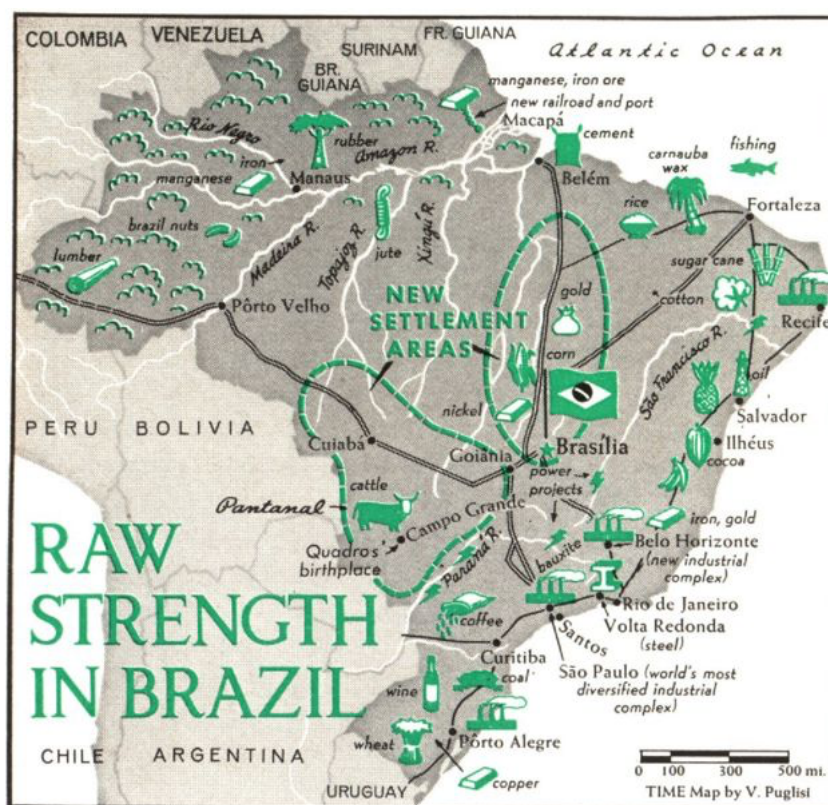 COLOMBIA
VENEZUELA
SURINAM
FR. GUIANA
BR.
GUIANA
Atlantic Ocean
manganese, iron ore
new railroad and port
Macapá
cement
Rio Negro
rubber
Amazon R.
iron
manganese
Manaus
Belém
carnauba
wax
fishing
rice
Fortaleza
brazil nuts
jute
Xingú R.
Topajoz R.
Madeira R.
lumber
sugar cane
cotton
Recife
Pôrto Velho
NEW
SETTLEMENT
AREAS
gold
corn
São Francisco R.
oil
nickel
Salvador
PERU
BOLIVIA
Cuiabá
Goiânia
Brasília
Ilhéus
cocoa
power
projects
cattle
Pantanal
Campo Grande
Quadros'
birthplace
Paraná R.
bauxite
iron, gold
Belo Horizonte
(new industrial
complex)
RAW
STRENGTH
IN BRAZIL
coffee
Rio de Janeiro
Volta Redonda
(steel)
Santos
Curitiba
coal
São Paulo (world's most
diversified industrial
complex)
wine
wheat
Pôrto Alegre
copper
CHILE
ARGENTINA
URUGUAY
0 100 300 500 mi.
TIME Map by V. Puglisi